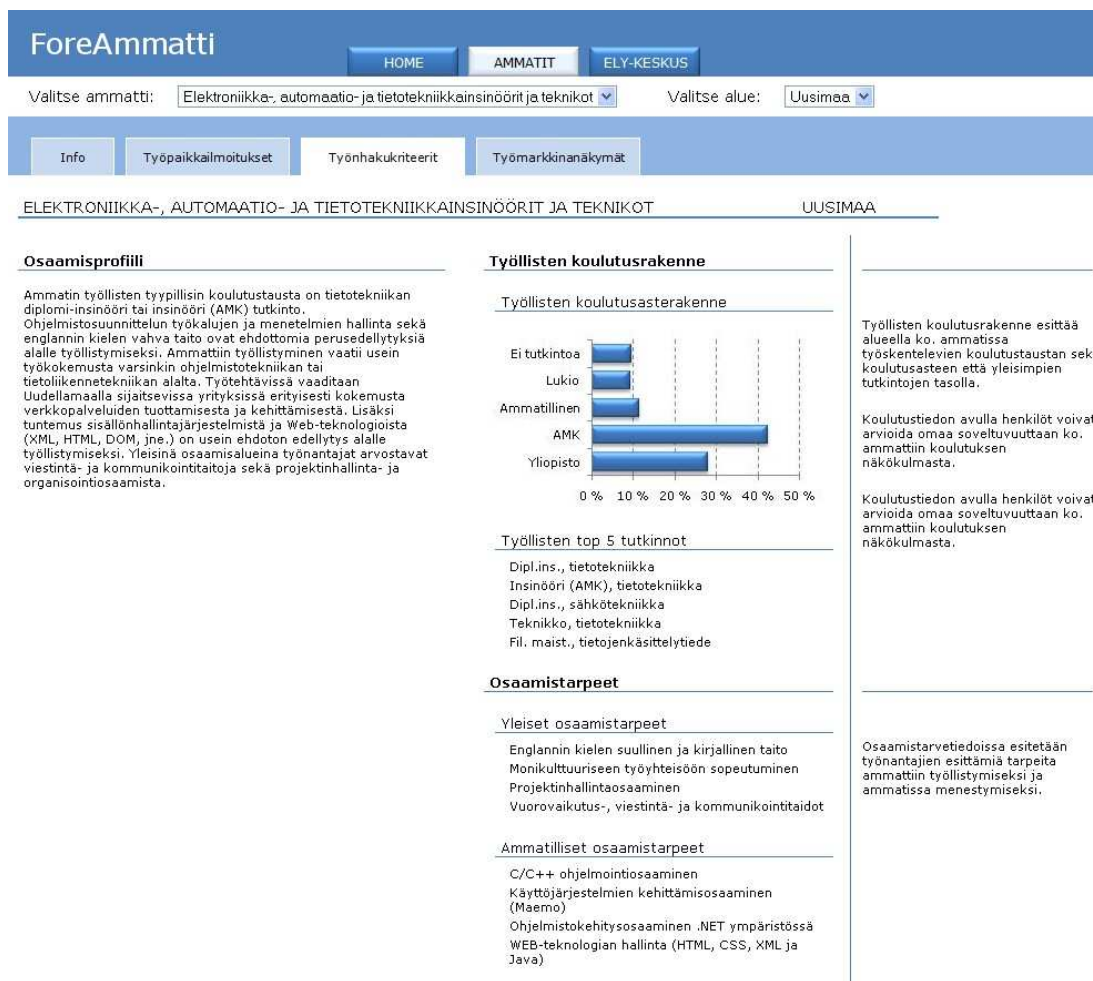 ForeAmmatti
HOME AMMATIT ELY-KESKUS
Valitse ammatti: Elektroniikka-, automaatio- ja tietotekniikkainsinöörit ja teknikot Valitse alue: Uusimaa
Info Työpaikkailmoitukset Työnhakukriteerit Työmarkkinanäkymät
ELEKTRONIIKKA-, AUTOMAATIO- JA TIETOTEKNIIKKAINSINÖÖRIT JA TEKNIKOT UUSIMAA
Osaamisprofiili
Ammatin työllisten tyypillisin koulutustausta on tietotekniikan
diplomi-insinööri tai insinööri (AMK) tutkinto.
Ohjelmistosuunnittelun työkalujen ja menetelmien hallinta sekä
englannin kielen vahva taito ovat ehdottomia perusedellytyksiä
alalle työllistymiseksi. Ammattiin työllistyminen vaatii usein
työkokemusta varsinkin ohjelmistotekniikan tai
tietoliikennetekniikan alalta. Työtehtävissä vaaditaan
Uudellamaalla sijaitsevissa yrityksissä erityisesti kokemusta
verkkopalveluiden tuottamisesta ja kehittämisestä. Lisäksi
tuntemus sisällönhallintajärjestelmistä ja Web-teknologioista
(XML, HTML, DOM, jne.) on usein ehdoton edellytys alalle
työllistymiseksi. Yleisinä osaamisalueina työnantajat arvostavat
viestintä- ja kommunikointitaitoja sekä projektinhallinta- ja
organisointiosaamista.
Työllisten koulutusrakenne
Työllisten koulutusasterakenne
Ei tutkintoa
Lukio
Ammatillinen
AMK
Yliopisto
0 % 10 % 20 % 30 % 40 % 50 %
Työllisten top 5 tutkinnot
Dipl.ins., tietotekniikka
Insinööri (AMK), tietotekniikka
Dipl.ins., sähkötekniikka
Teknikko, tietotekniikka
Fil. maist., tietojenkäsittelytiede
Osaamistarpeet
Yleiset osaamistarpeet
Englannin kielen suullinen ja kirjallinen taito
Monikulttuuriseen työyhteisöön sopeutuminen
Projektinhallintaosaaminen
Vuorovaikutus-, viestintä- ja kommunikointitaidot
Ammatilliset osaamistarpeet
C/C++ ohjelmointiosaaminen
Käyttöjärjestelmien kehittämisosaaminen
(Maemo)
Ohjelmistokehitysosaaminen .NET ympäristössä
WEB-teknologian hallinta (HTML, CSS, XML ja
Java)
Työllisten koulutusrakenne esittää
alueella ko. ammatissa
työskentelevien koulutustaustan sek
koulutusasteen että yleisimpien
tutkintojen tasolla.
Koulutustiedon avulla henkilöt voivat
arvioida omaa soveltuvuuttaan ko.
ammattiin koulutuksen
näkökulmasta.
Koulutustiedon avulla henkilöt voivat
arvioida omaa soveltuvuuttaan ko.
ammattiin koulutuksen
näkökulmasta.
Osaamistarvetiedoissa esitetään
työnantajien esittämiä tarpeita
ammattiin työllistymiseksi ja
ammatissa menestymiseksi.